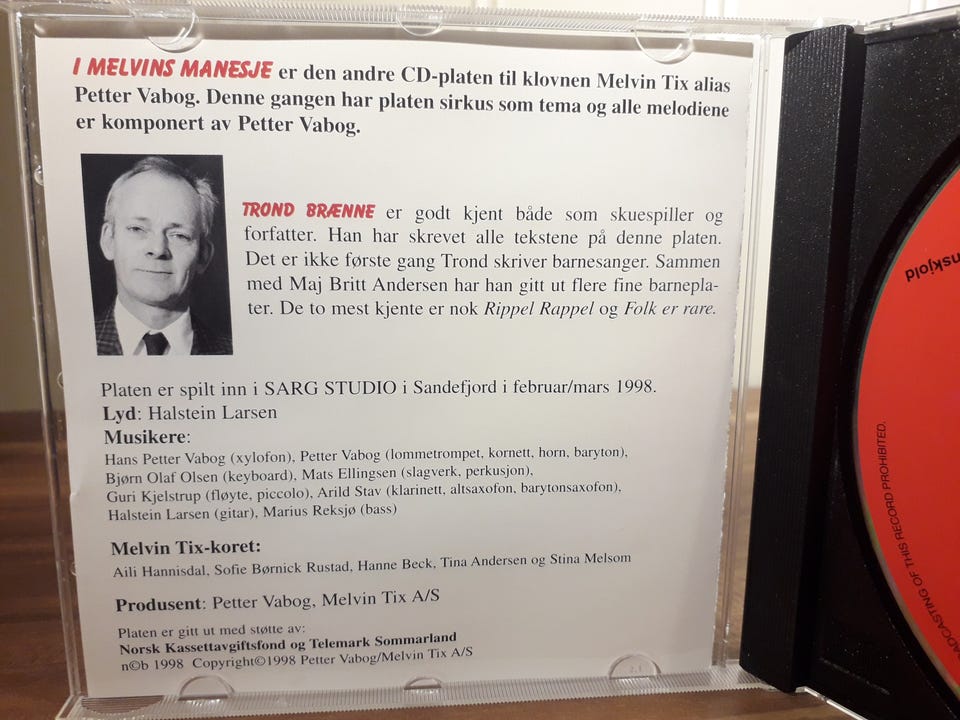 I MELVINS MANESJE er den andre CD-platen til klovnen Melvin Tix alias
Petter Vabog. Denne gangen har platen sirkus som tema og alle melodiene
er komponert av Petter Vabog.
TROND BRÆNNE er godt kjent både som skuespiller og
forfatter. Han har skrevet alle tekstene på denne platen.
Det er ikke første gang Trond skriver barnesanger. Sammen
med Maj Britt Andersen har han gitt ut flere fine barnepla-
ter. De to mest kjente er nok Rippel Rappel og Folk er rare.
Platen er spilt inn i SARG STUDIO i Sandefjord i februar/mars 1998.
Lyd: Halstein Larsen
Musikere:
Hans Petter Vabog (xylofon), Petter Vabog (lommetrompet, kornett, horn, baryton),
Bjørn Olaf Olsen (keyboard), Mats Ellingsen (slagverk, perkusjon),
Guri Kjelstrup (fløyte, piccolo), Arild Stav (klarinett, altsaxofon, barytonsaxofon),
Halstein Larsen (gitar), Marius Reksjø (bass)
Melvin Tix-koret:
Aili Hannisdal, Sofie Børnick Rustad, Hanne Beck, Tina Andersen og Stina Melsom
Produsent: Petter Vabog, Melvin Tix A/S
Platen er gitt ut med støtte av:
Norsk Kassettavgiftsfond og Telemark Sommarland
n©b 1998 Copyright©1998 Petter Vabog/Melvin Tix A/S
nskjold
ADCASTING OF THIS RECORD PROHIBITED.